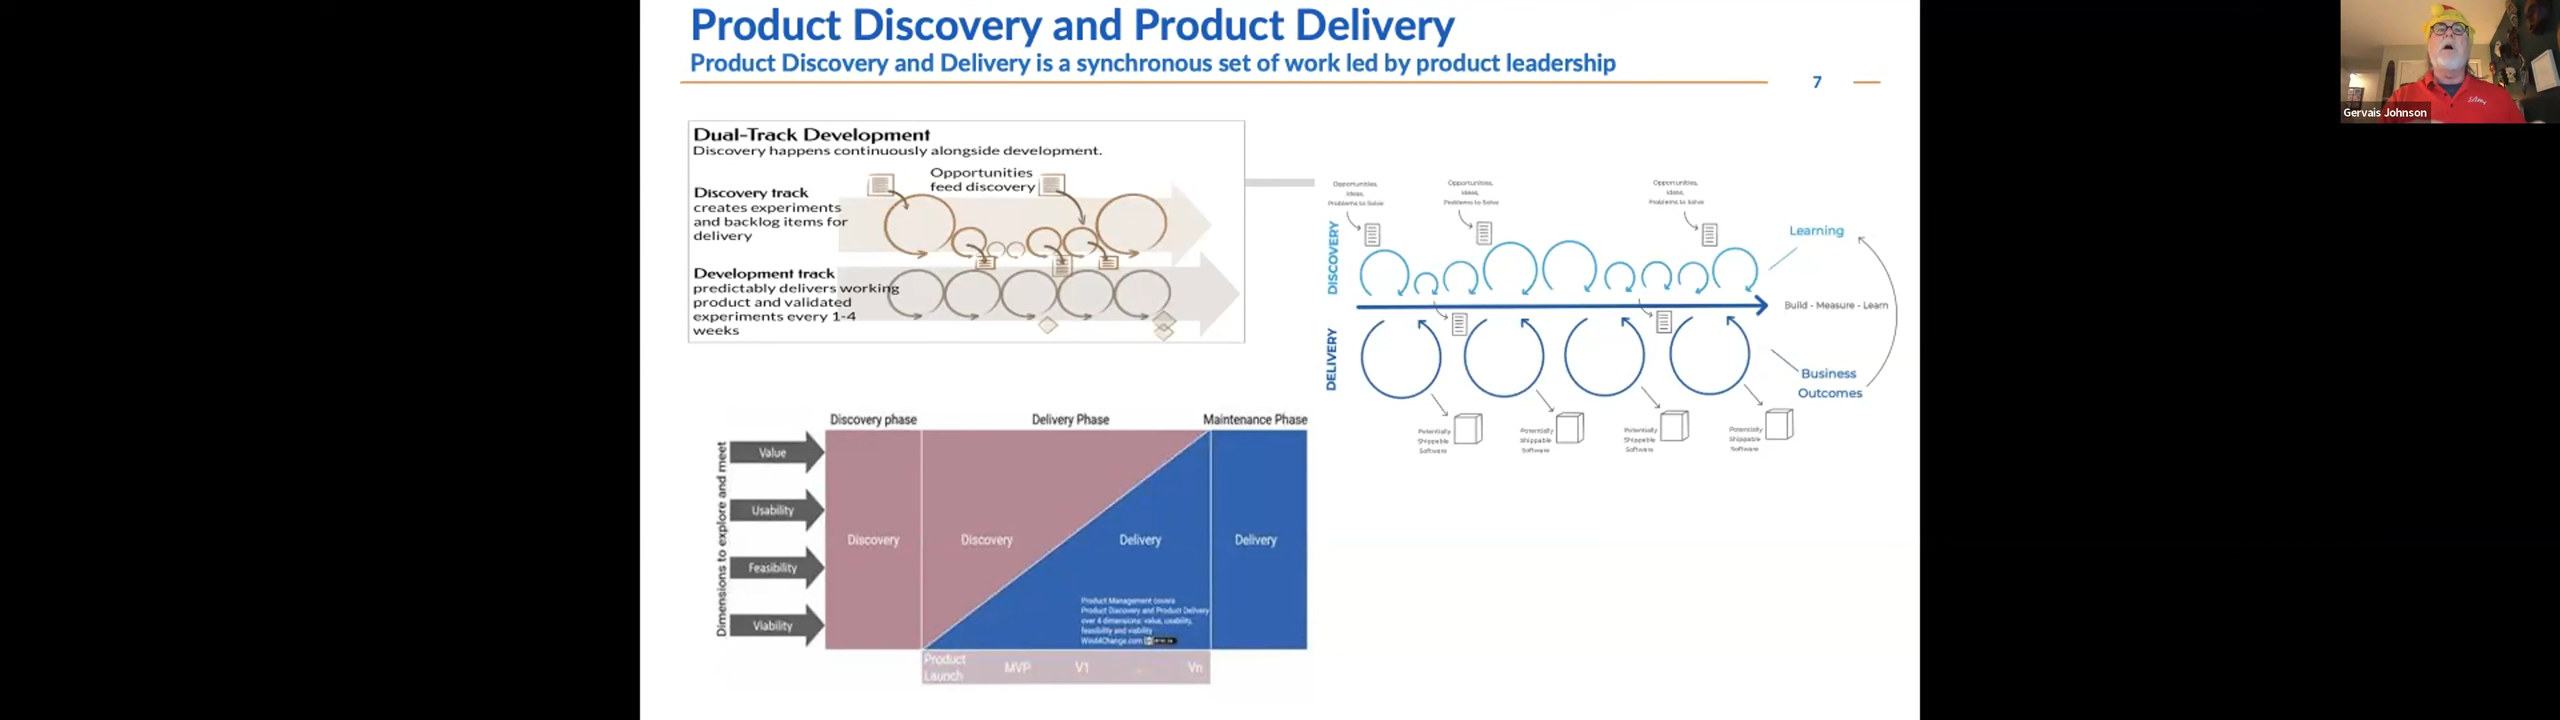 Product Discovery and Product Delivery
Product Discovery and Delivery is a synchronous set of work led by product leadership
7
Gervais Johnson
Dual-Track Development
Discovery happens continuously alongside development.
Opportunities
feed discovery
Discovery track
creates experiments
and backlog items for
delivery
Development track
predictably delivers working
product and validated
experiments every 1-4
weeks
Opportunities,
Ideas,
Problems to Solve
Opportunities,
Ideas,
Problems to Solve
Opportunities,
Ideas,
Problems to Solve
DISCOVERY
Learning
Build - Measure - Learn
DELIVERY
Business
Outcomes
Potentially
Shippable
Software
Potentially
Shippable
Software
Potentially
Shippable
Software
Potentially
Shippable
Software
Discovery phase
Delivery Phase
Maintenance Phase
Dimensions to explore and meet
Value
Usability
Feasibility
Viability
Discovery
Discovery
Delivery
Delivery
Product Management covers
Product Discovery and Product Delivery
over 4 dimensions: value, usability,
feasibility and viability
Wind4Change.com
Product
Launch
MVP
V1
Vn